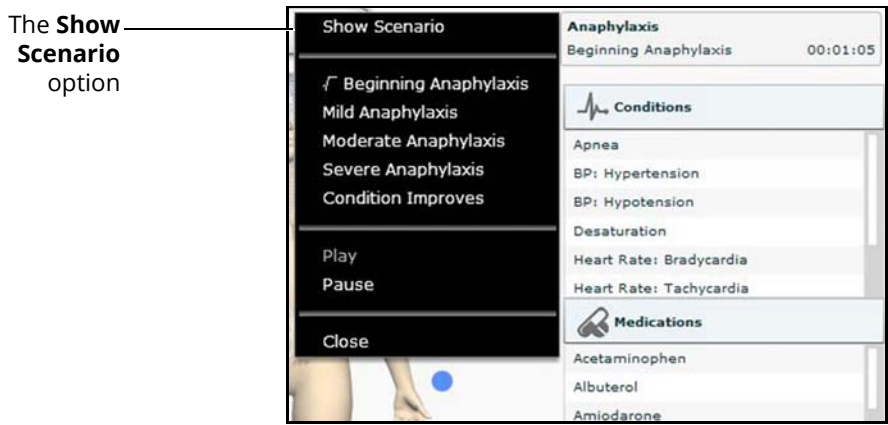 The Show
Scenario
option
Show Scenario
√ Beginning Anaphylaxis
Mild Anaphylaxis
Moderate Anaphylaxis
Severe Anaphylaxis
Condition Improves
Play
Pause
Close
Anaphylaxis
Beginning Anaphylaxis 00:01:05
Conditions
Apnea
BP: Hypertension
BP: Hypotension
Desaturation
Heart Rate: Bradycardia
Heart Rate: Tachycardia
Medications
Acetaminophen
Albuterol
Amiodarone